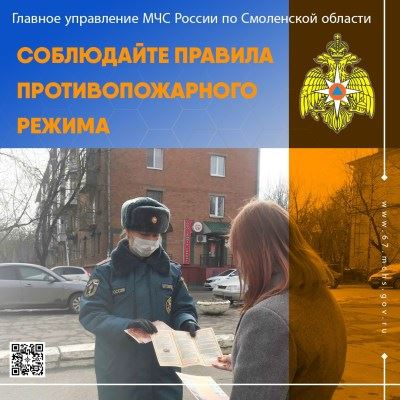 Главное управление МЧС России по Смоленской области
СОБЛЮДАЙТЕ ПРАВИЛА
ПРОТИВОПОЖАРНОГО
РЕЖИМА
www.67.mchs.gov.ru